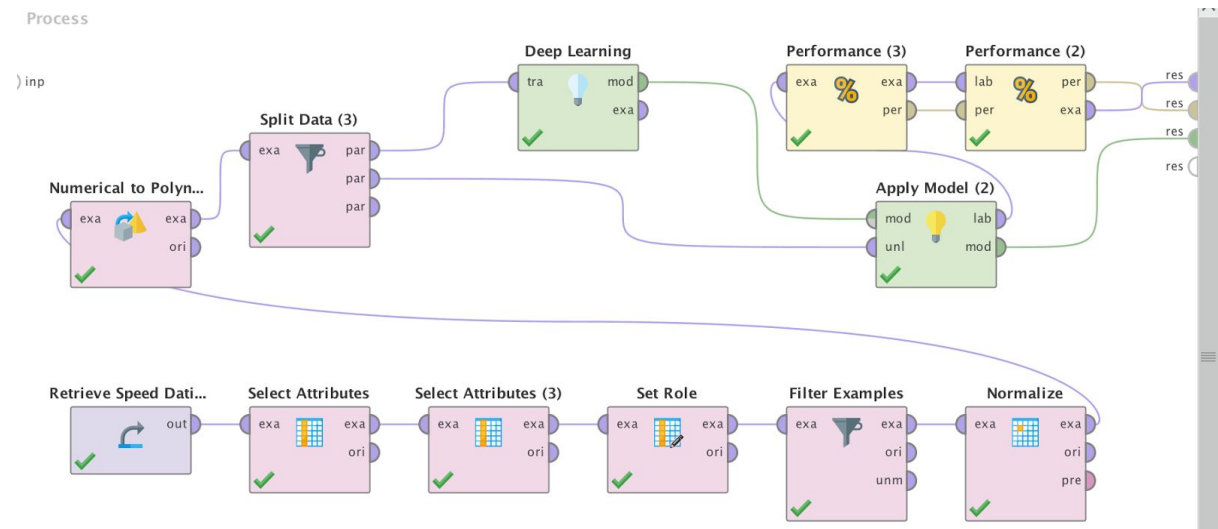 Process
inp
Deep Learning
tra
mod
exa
Performance (3)
exa
exa
per
Performance (2)
lab
per
per
exa
res
res
res
res
Split Data (3)
exa
par
par
par
Numerical to Polyn...
exa
exa
ori
Apply Model (2)
mod
lab
unl
mod
Retrieve Speed Dati...
out
Select Attributes
exa
exa
ori
Select Attributes (3)
exa
exa
ori
Set Role
exa
exa
ori
Filter Examples
exa
exa
ori
unm
Normalize
exa
exa
ori
pre